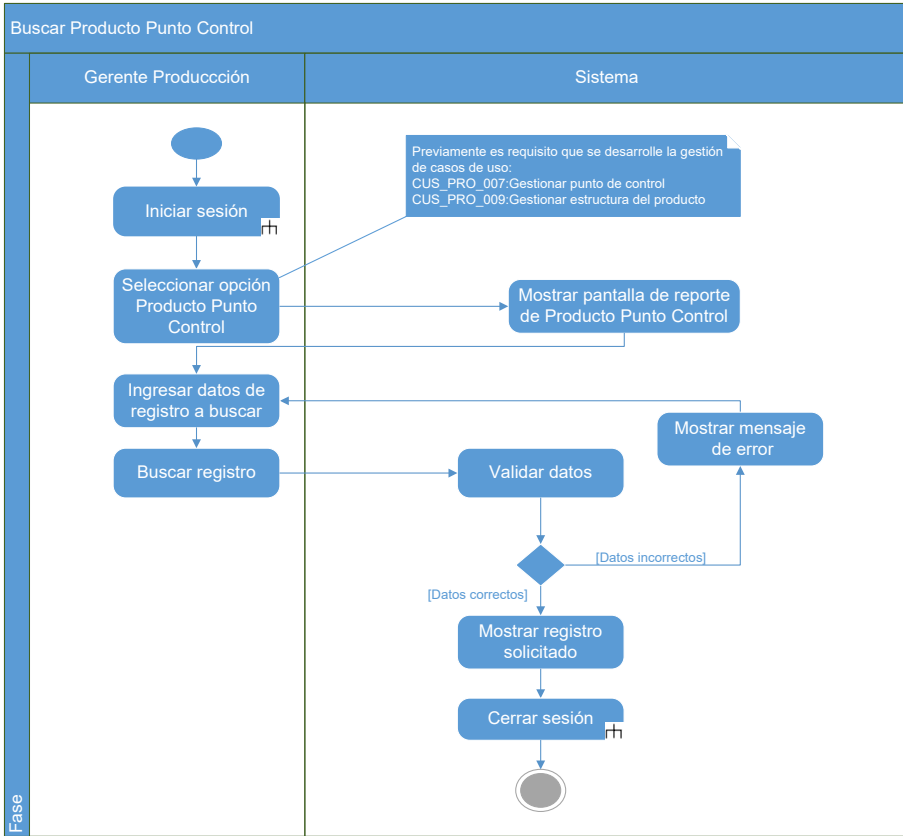 Buscar Producto Punto Control
Gerente Produccción
Sistema
Previamente es requisito que se desarrolle la gestión
de casos de uso:
CUS_PRO_007:Gestionar punto de control
CUS_PRO_009:Gestionar estructura del producto
Iniciar sesión
Seleccionar opción
Producto Punto
Control
Mostrar pantalla de reporte
de Producto Punto Control
Ingresar datos de
registro a buscar
Mostrar mensaje
de error
Buscar registro
Validar datos
[Datos incorrectos]
[Datos correctos]
Mostrar registro
solicitado
Cerrar sesión
Fase